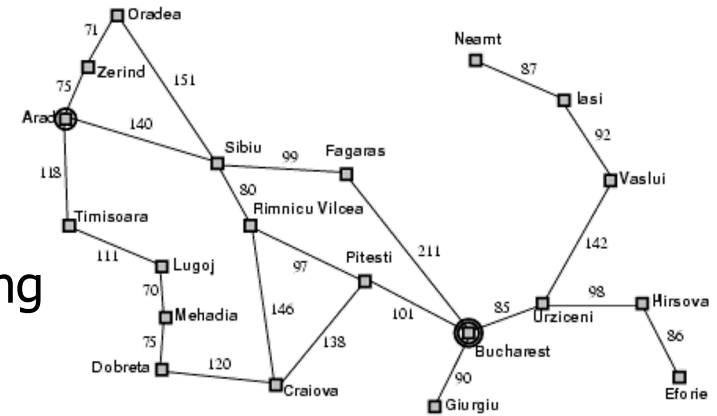 Oradea
71
Neamt
Zerind
87
75
151
Iasi
Arad
140
92
Sibiu
99
Fagaras
118
Vaslui
80
Timisoara
Rimnicu Vilcea
142
111
211
Lugoj
97
Pitesti
ng
70
98
Hirsova
146
85
Mehadia
101
Urziceni
138
86
75
Bucharest
Dobreta
120
90
Craiova
Eforie
Giurgiu